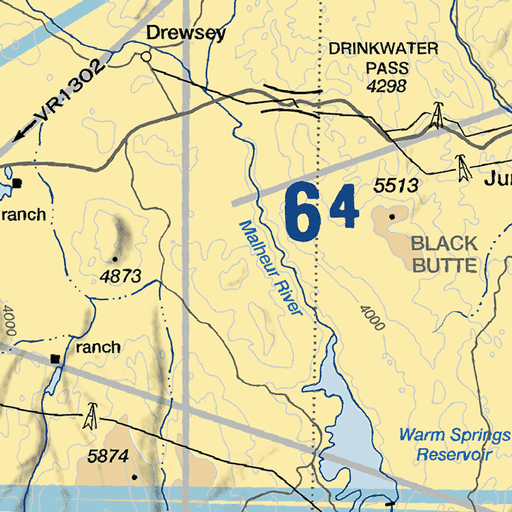 Drewsey
DRINKWATER
PASS
4298
VR1302
5513
64
ranch
Malheur River
BLACK
BUTTE
4873
4000
4000
ranch
Warm Springs
Reservoir
5874